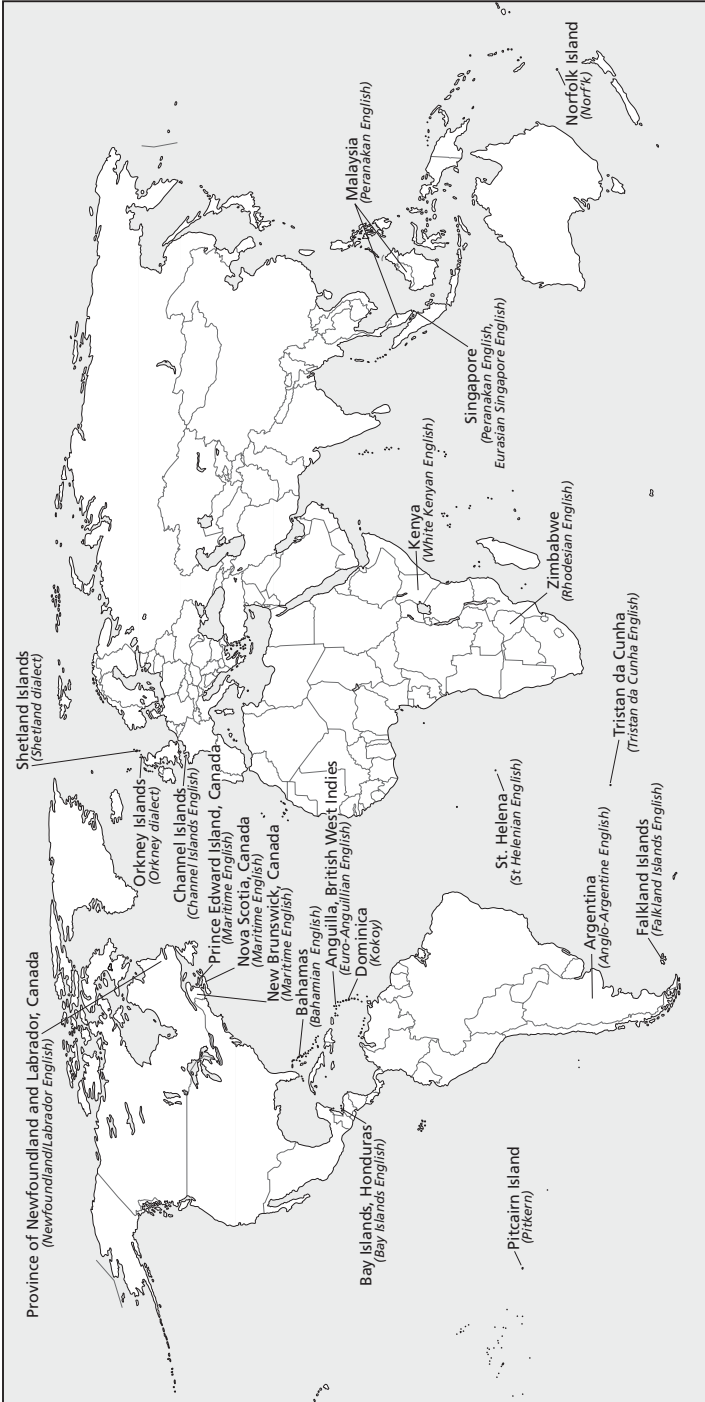 Province of Newfoundland and Labrador, Canada
(Newfoundland/Labrador English)
Shetland Islands
(Shetland dialect)
Orkney Islands
(Orkney dialect)
Channel Islands
(Channel Islands English)
Prince Edward Island, Canada
(Maritime English)
Nova Scotia, Canada
(Maritime English)
New Brunswick, Canada
(Maritime English)
Bahamas
(Bahamian English)
Anguilla, British West Indies
(Euro-Anguillian English)
Dominica
(Kokoy)
Bay Islands, Honduras
(Bay Islands English)
Pitcairn Island
(Pitkern)
St. Helena
(St Helenian English)
Argentina
(Anglo-Argentine English)
Falkland Islands
(Falkland Islands English)
Tristan da Cunha
(Tristan da Cunha English)
Kenya
(White Kenyan English)
Zimbabwe
(Rhodesian English)
Malaysia
(Peranakan English)
Singapore
(Peranakan English,
Eurasian Singapore English)
Norfolk Island
(Norf'k)